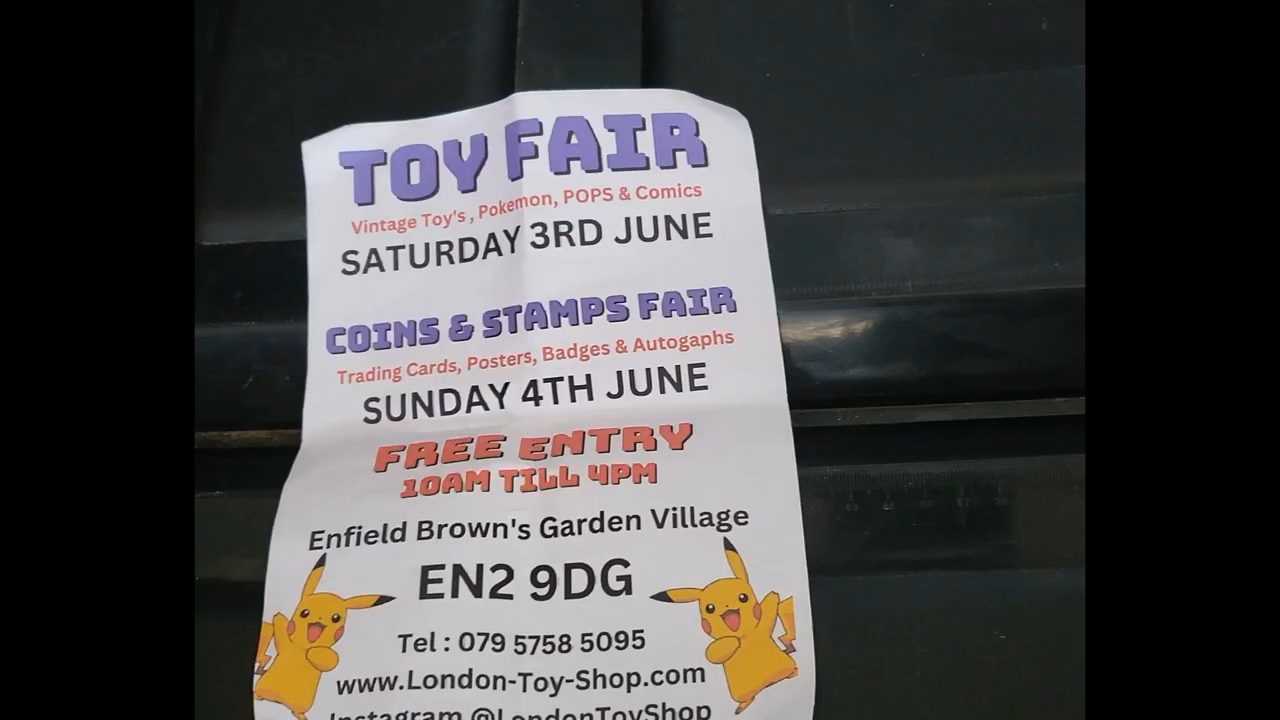 TOY FAIR
Vintage Toy's, Pokemon, POPS & Comics
SATURDAY 3RD JUNE
COINS & STAMPS FAIR
Trading Cards, Posters, Badges & Autogaphs
SUNDAY 4TH JUNE
FREE ENTRY
10AM TILL 4PM
Enfield Brown's Garden Village
EN2 9DG
Tel : 079 5758 5095
www.London-Toy-Shop.com
Instagram @LondonToyShop